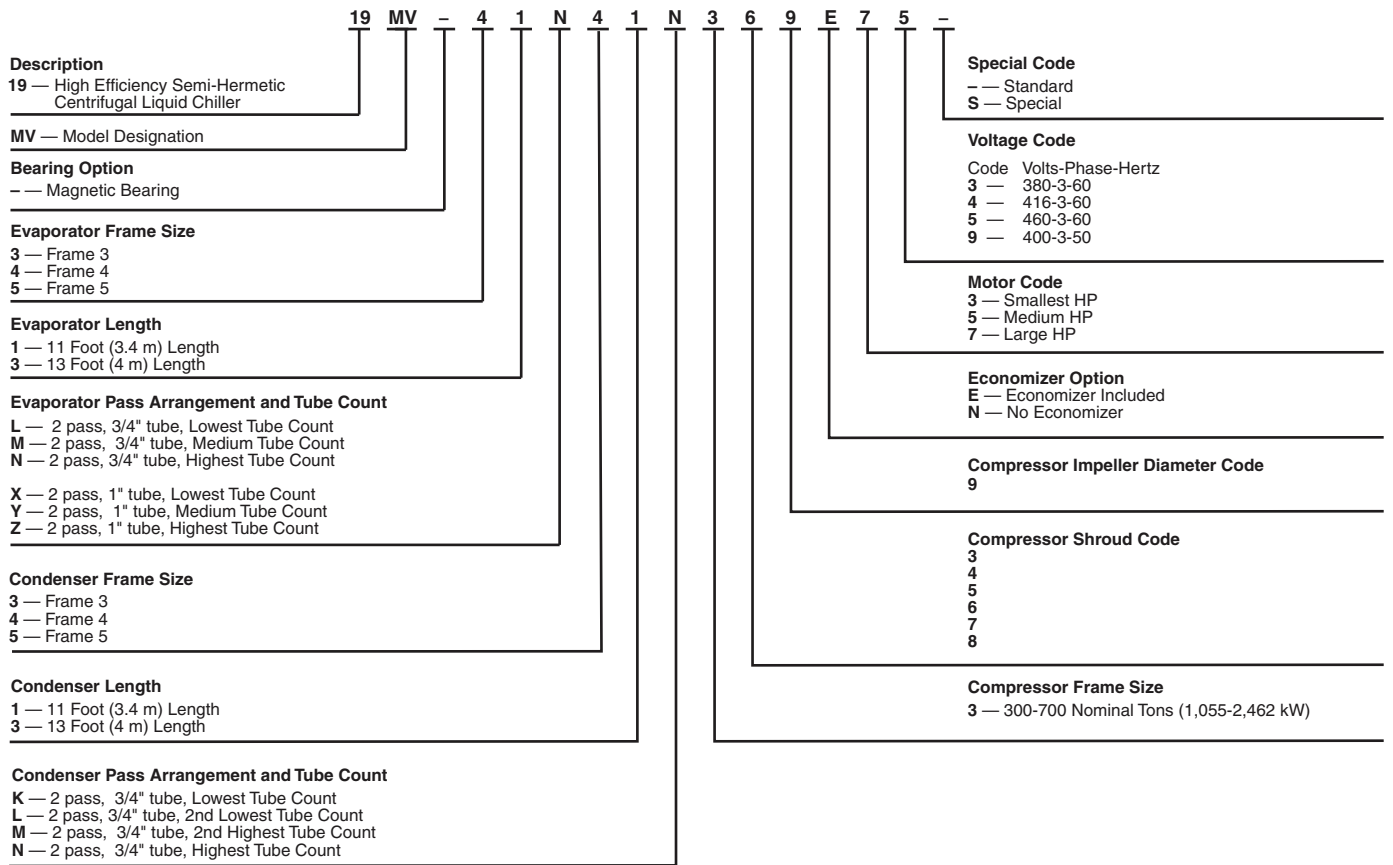 19 MV – 4 1 N 4 1 N 3 6 9 E 7 5 –
Description
19 — High Efficiency Semi-Hermetic
Centrifugal Liquid Chiller
MV — Model Designation
Bearing Option
– — Magnetic Bearing
Evaporator Frame Size
3 — Frame 3
4 — Frame 4
5 — Frame 5
Evaporator Length
1 — 11 Foot (3.4 m) Length
3 — 13 Foot (4 m) Length
Evaporator Pass Arrangement and Tube Count
L — 2 pass, 3/4" tube, Lowest Tube Count
M — 2 pass, 3/4" tube, Medium Tube Count
N — 2 pass, 3/4" tube, Highest Tube Count
X — 2 pass, 1" tube, Lowest Tube Count
Y — 2 pass, 1" tube, Medium Tube Count
Z — 2 pass, 1" tube, Highest Tube Count
Condenser Frame Size
3 — Frame 3
4 — Frame 4
5 — Frame 5
Condenser Length
1 — 11 Foot (3.4 m) Length
3 — 13 Foot (4 m) Length
Condenser Pass Arrangement and Tube Count
K — 2 pass, 3/4" tube, Lowest Tube Count
L — 2 pass, 3/4" tube, 2nd Lowest Tube Count
M — 2 pass, 3/4" tube, 2nd Highest Tube Count
N — 2 pass, 3/4" tube, Highest Tube Count
Special Code
– — Standard
S — Special
Voltage Code
Code Volts-Phase-Hertz
3 — 380-3-60
4 — 416-3-60
5 — 460-3-60
9 — 400-3-50
Motor Code
3 — Smallest HP
5 — Medium HP
7 — Large HP
Economizer Option
E — Economizer Included
N — No Economizer
Compressor Impeller Diameter Code
9
Compressor Shroud Code
3
4
5
6
7
8
Compressor Frame Size
3 — 300-700 Nominal Tons (1,055-2,462 kW)